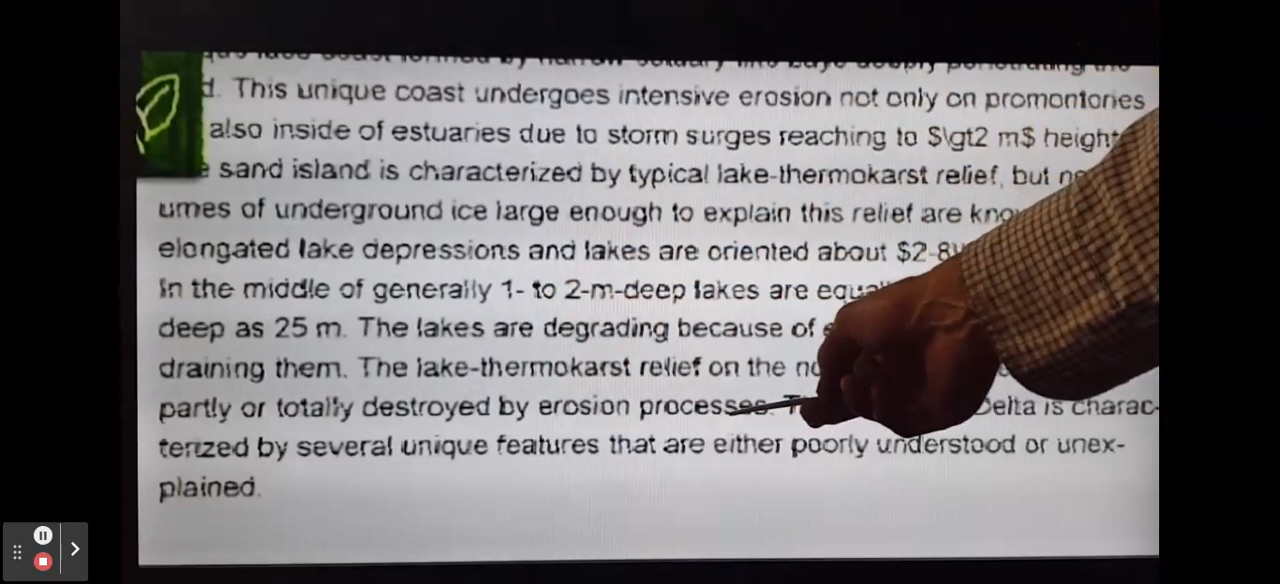 This unique coast undergoes intensive erosion not only on promontories
also inside of estuaries due to storm surges reaching to $\gt2 m$ height
sand island is characterized by typical lake-thermokarst relief, but
umes of underground ice large enough to explain this relief are
elongated lake depressions and lakes are oriented about $2-8
In the middle of generally 1- to 2-m-deep lakes are
deep as 25 m. The lakes are degrading because of
draining them. The lake-thermokarst relief on the
partly or totally destroyed by erosion processes. Delta is charac-
terized by several unique features that are either poorly understood or unex-
plained.